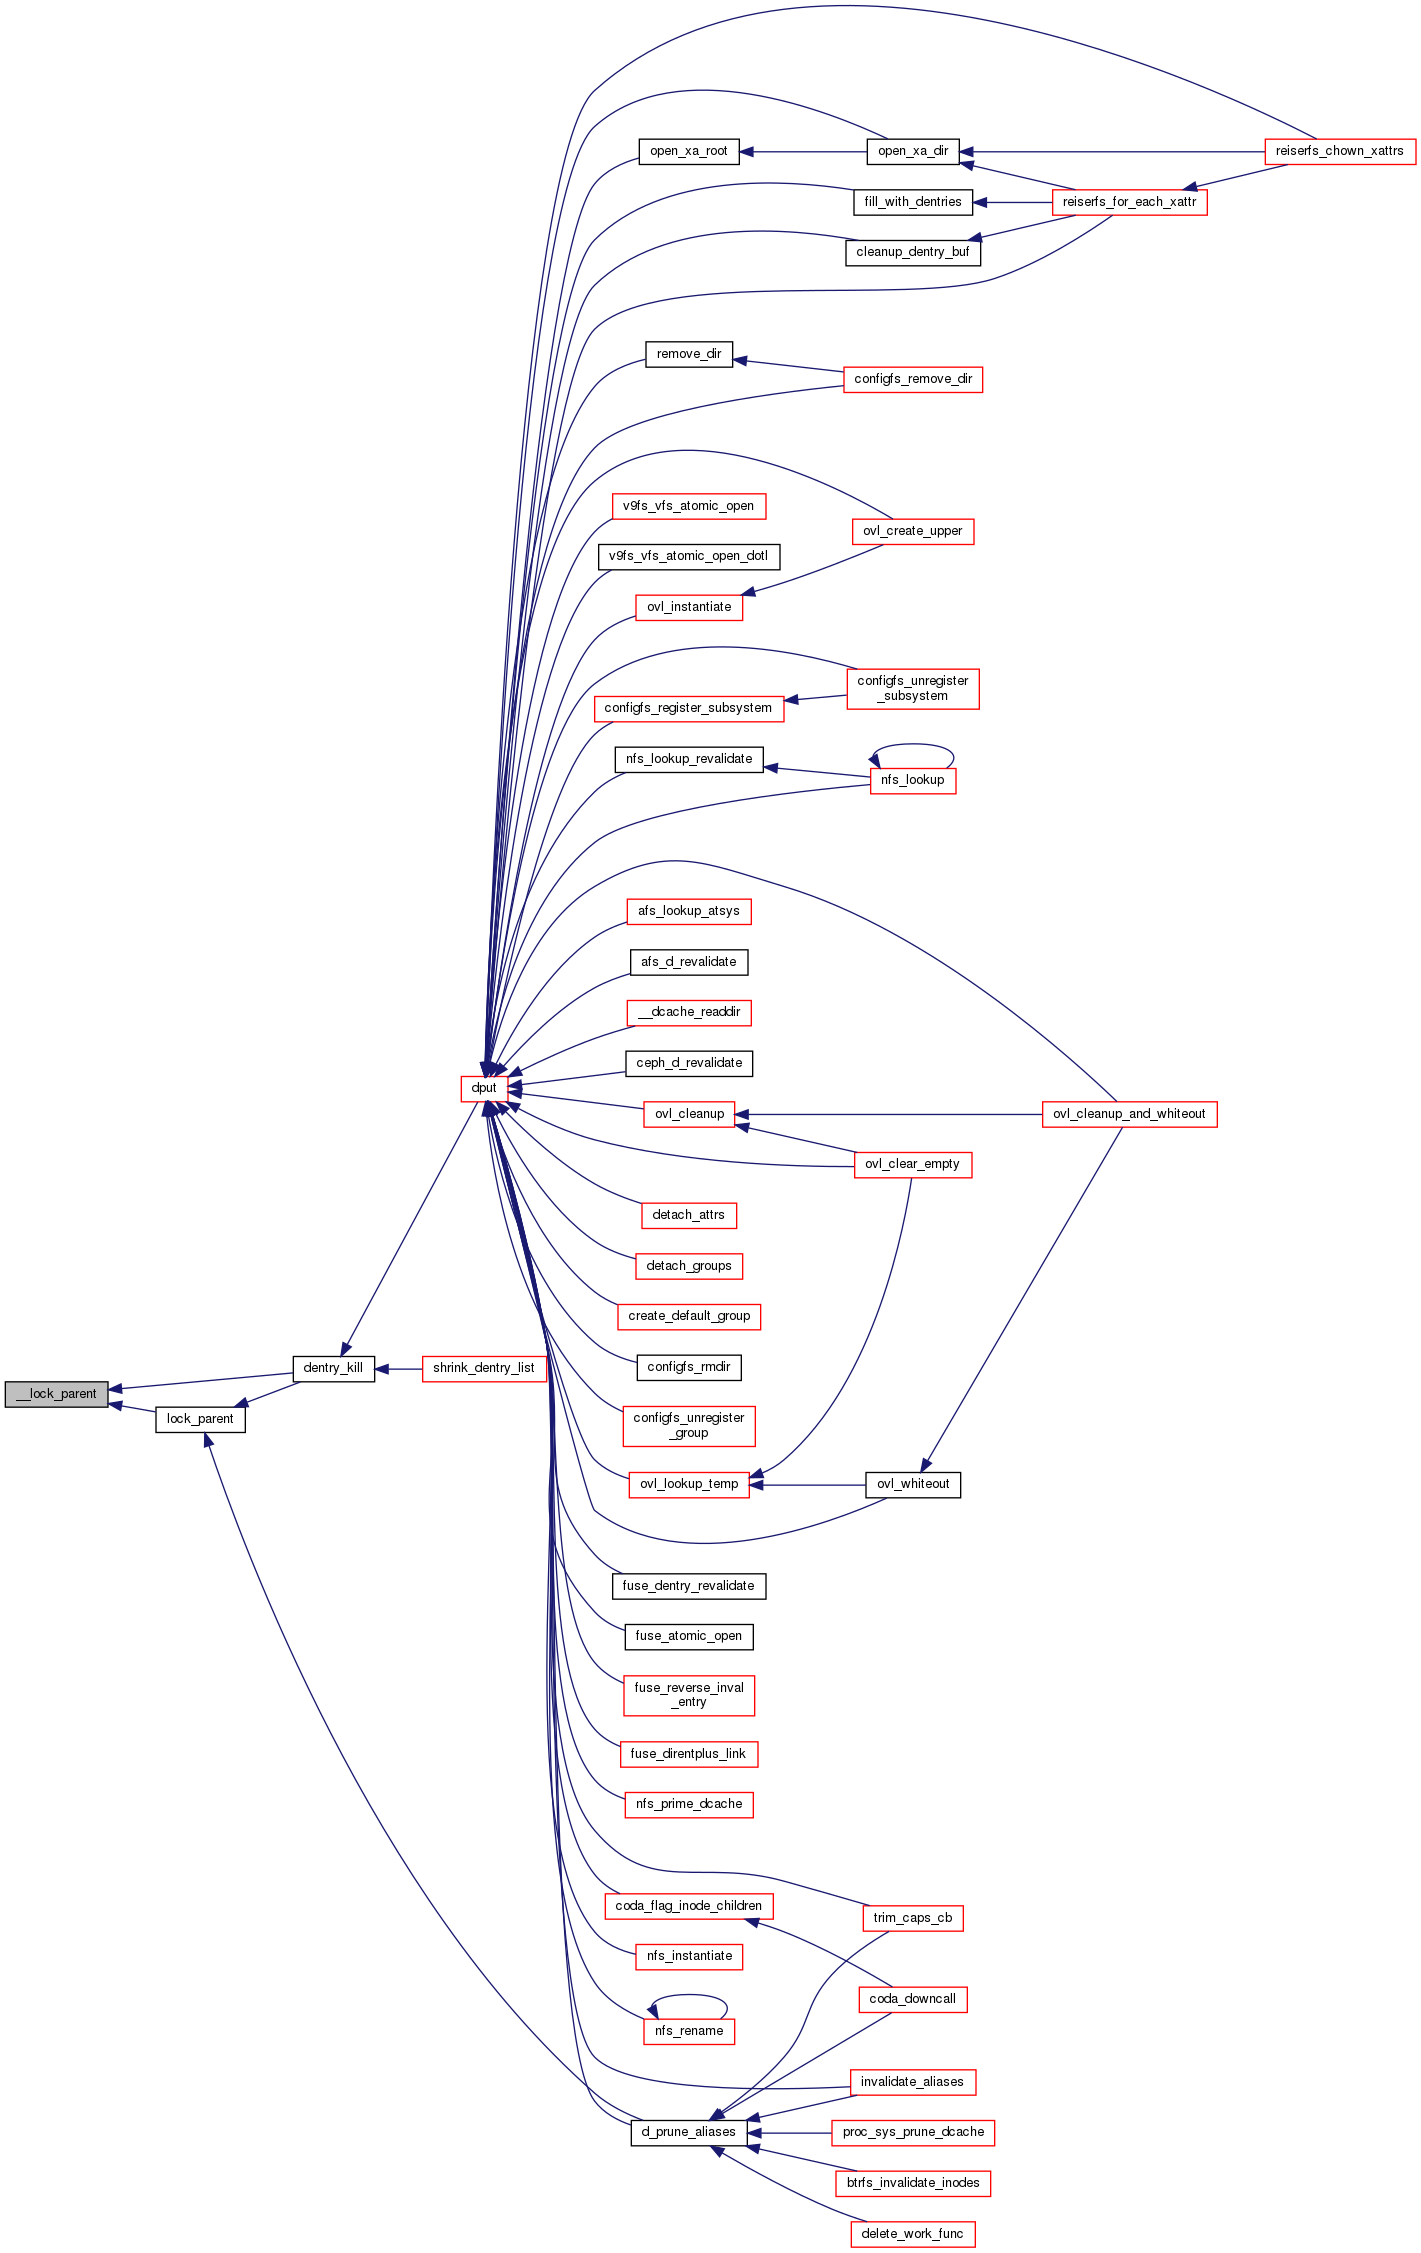 open_xa_root
open_xa_dir
reiserfs_chown_xattrs
fill_with_dentries
reiserfs_for_each_xattr
cleanup_dentry_buf
remove_dir
configfs_remove_dir
v9fs_vfs_atomic_open
ovl_create_upper
v9fs_vfs_atomic_open_dotl
ovl_instantiate
configfs_unregister
_subsystem
configfs_register_subsystem
nfs_lookup_revalidate
nfs_lookup
afs_lookup_atsys
afs_d_revalidate
__dcache_readdir
ceph_d_revalidate
dput
ovl_cleanup
ovl_cleanup_and_whiteout
ovl_clear_empty
detach_attrs
detach_groups
create_default_group
dentry_kill
shrink_dentry_list
configfs_rmdir
__lock_parent
lock_parent
configfs_unregister
_group
ovl_lookup_temp
ovl_whiteout
fuse_dentry_revalidate
fuse_atomic_open
fuse_reverse_inval
_entry
fuse_direntplus_link
nfs_prime_dcache
coda_flag_inode_children
trim_caps_cb
nfs_instantiate
coda_downcall
nfs_rename
invalidate_aliases
d_prune_aliases
proc_sys_prune_dcache
btrfs_invalidate_inodes
delete_work_func